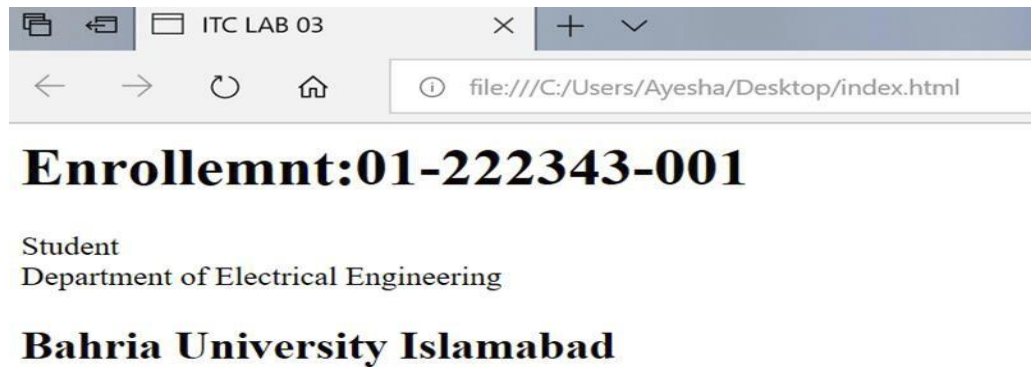 ITC LAB 03
file:///C:/Users/Ayesha/Desktop/index.html
Enrollemnt:01-222343-001
Student
Department of Electrical Engineering
Bahria University Islamabad